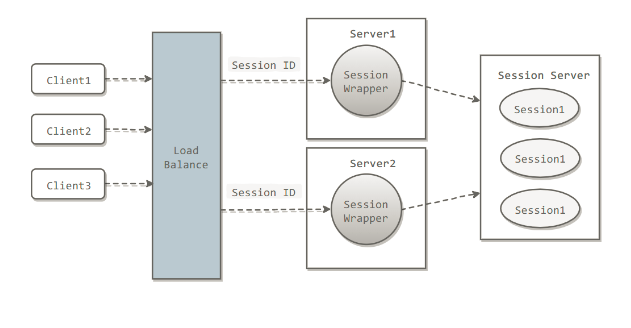 Client1
Client2
Client3
Load
Balance
Session ID
Session ID
Server1
Session
Wrapper
Server2
Session
Wrapper
Session Server
Session1
Session1
Session1